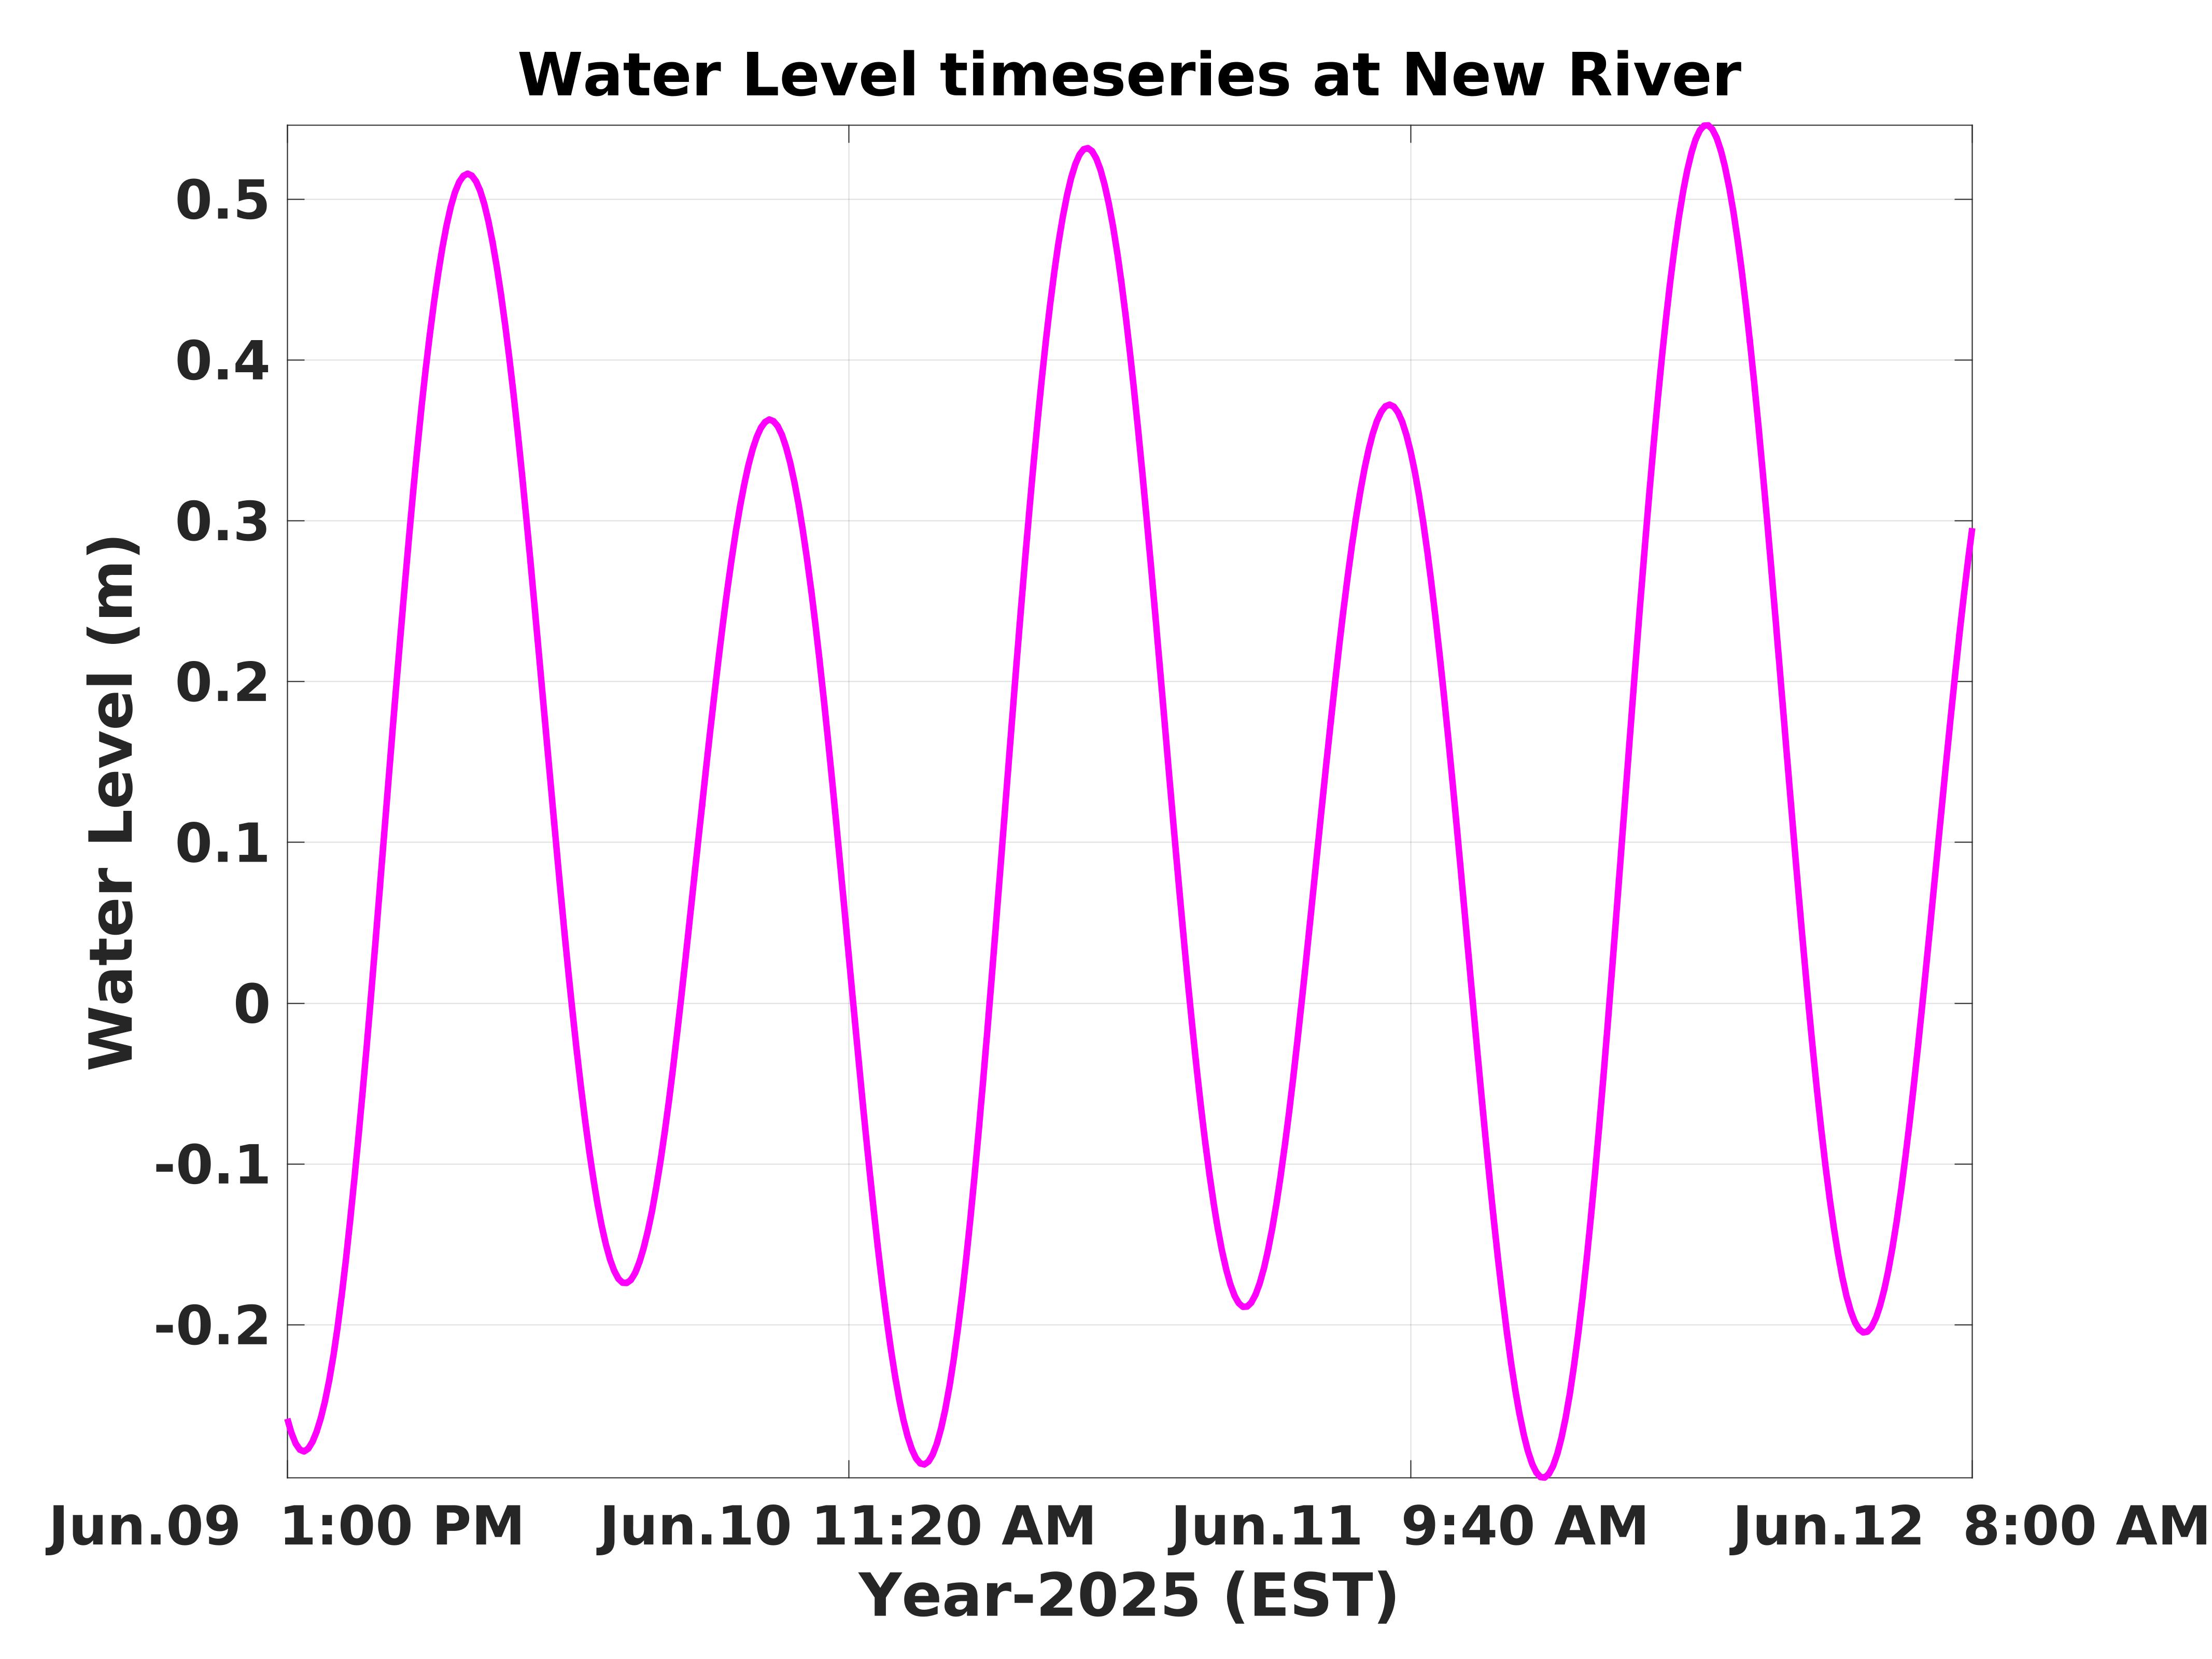 Water Level timeseries at New River
Water Level (m)
0.5
0.4
0.3
0.2
0.1
0
-0.1
-0.2
Jun.09 1:00 PM Jun.10 11:20 AM Jun.11 9:40 AM Jun.12 8:00 AM
Year-2025 (EST)